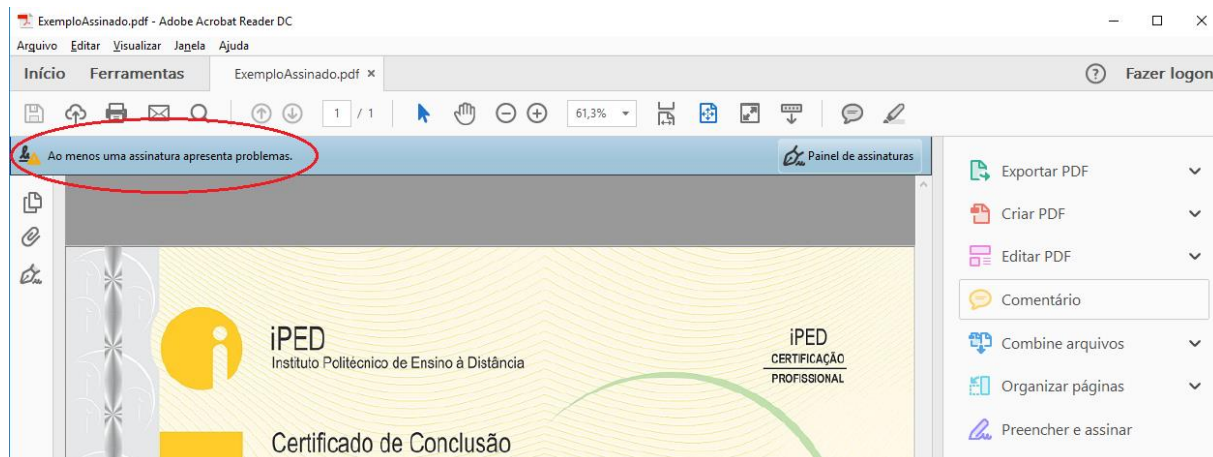 ExemploAssinado.pdf - Adobe Acrobat Reader DC
Arquivo Editar Visualizar Janela Ajuda
Início Ferramentas ExemploAssinado.pdf × ? Fazer logon
1 / 1 61,3%
Ao menos uma assinatura apresenta problemas. Painel de assinaturas
Exportar PDF
Criar PDF
Editar PDF
Comentário
Combine arquivos
Organizar páginas
Preencher e assinar
iPED
Instituto Politécnico de Ensino à Distância
iPED
CERTIFICAÇÃO
PROFISSIONAL
Certificado de Conclusão